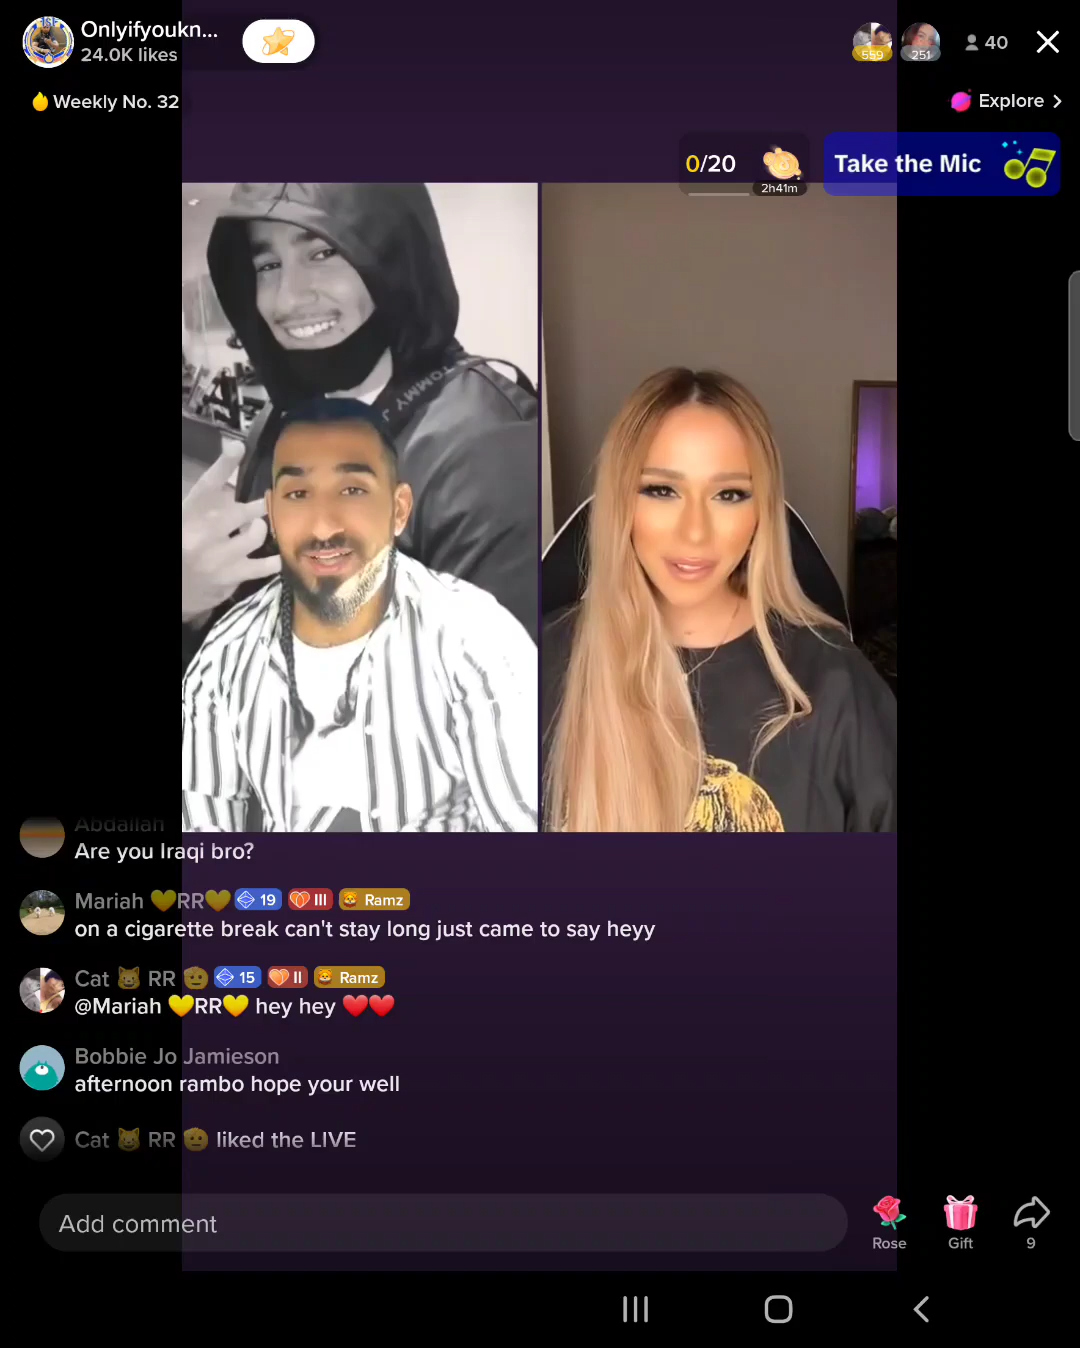 Onlyifyoukn...
24.0K likes
559
251
40
Weekly No. 32
Explore
0/20
2h41m
Take the Mic
TOMMY J
Abdallah
Are you Iraqi bro?
Mariah 💛RR💛 19 III Ramz
on a cigarette break can't stay long just came to say heyy
Cat 🐱 RR 🫡 15 II Ramz
@Mariah 💛RR💛 hey hey ❤️❤️
Bobbie Jo Jamieson
afternoon rambo hope your well
Cat 🐱 RR 🫡 liked the LIVE
Add comment
Rose
Gift
9